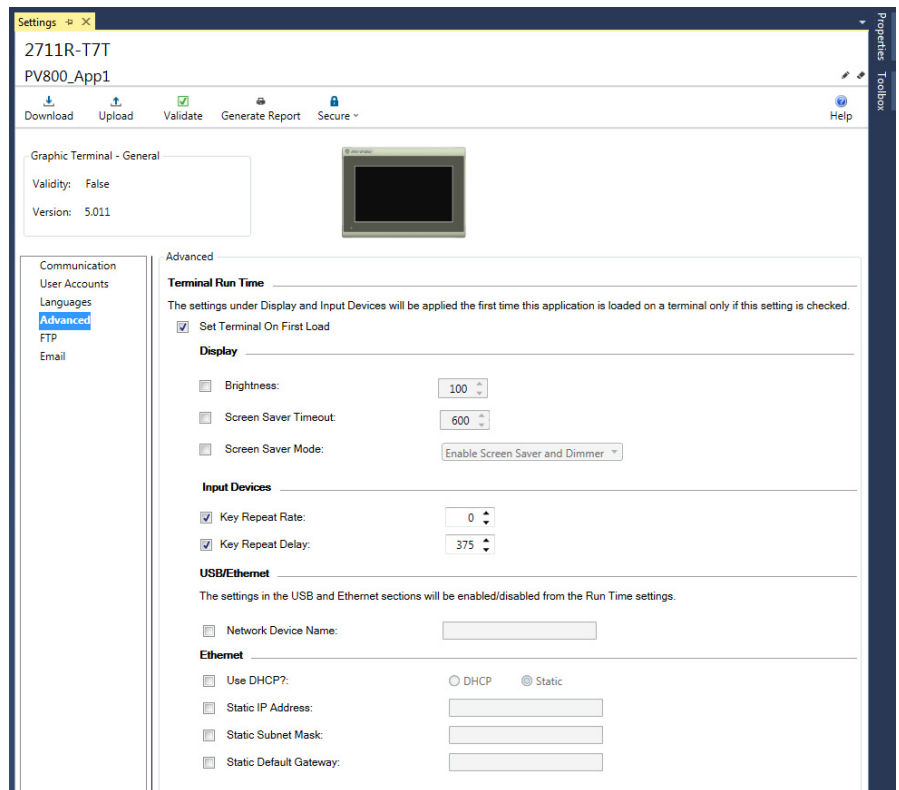 Settings
2711R-T7T
PV800_App1
Download Upload Validate Generate Report Secure Help
Properties
Toolbox
Graphic Terminal - General
Validity: False
Version: 5.011
Communication
User Accounts
Languages
Advanced
FTP
Email
Advanced
Terminal Run Time
The settings under Display and Input Devices will be applied the first time this application is loaded on a terminal only if this setting is checked.
Set Terminal On First Load
Display
Brightness: 100
Screen Saver Timeout: 600
Screen Saver Mode: Enable Screen Saver and Dimmer
Input Devices
Key Repeat Rate: 0
Key Repeat Delay: 375
USB/Ethernet
The settings in the USB and Ethernet sections will be enabled/disabled from the Run Time settings.
Network Device Name:
Ethernet
Use DHCP?: DHCP Static
Static IP Address:
Static Subnet Mask:
Static Default Gateway: